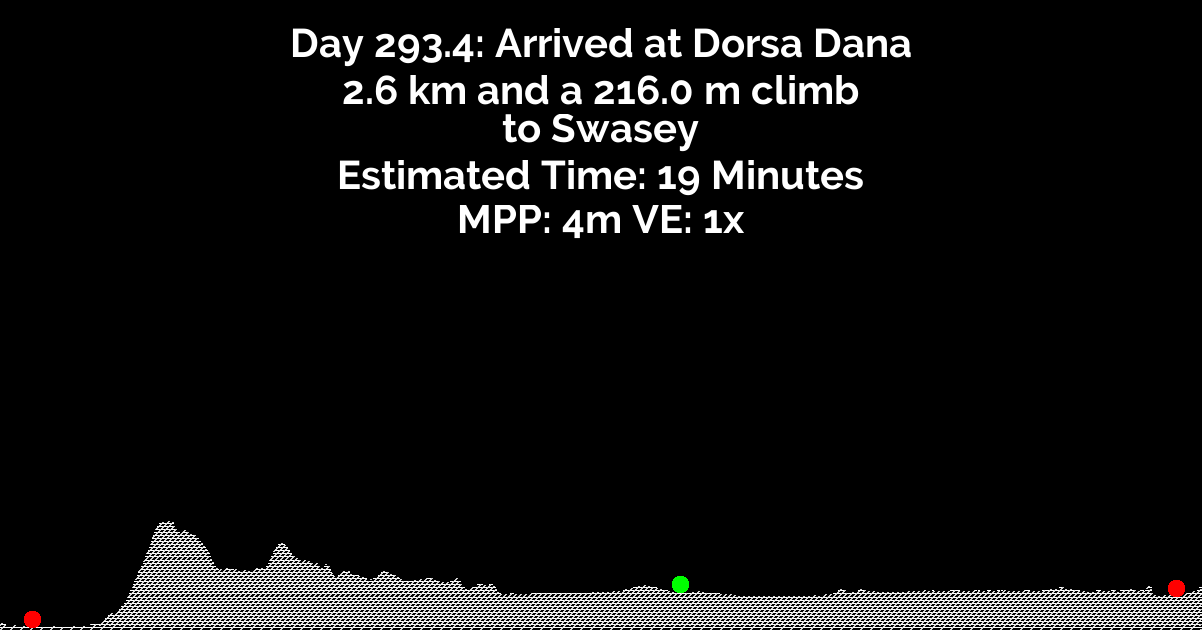 Day 293.4: Arrived at Dorsa Dana
2.6 km and a 216.0 m climb
to Swasey
Estimated Time: 19 Minutes
MPP: 4m VE: 1x